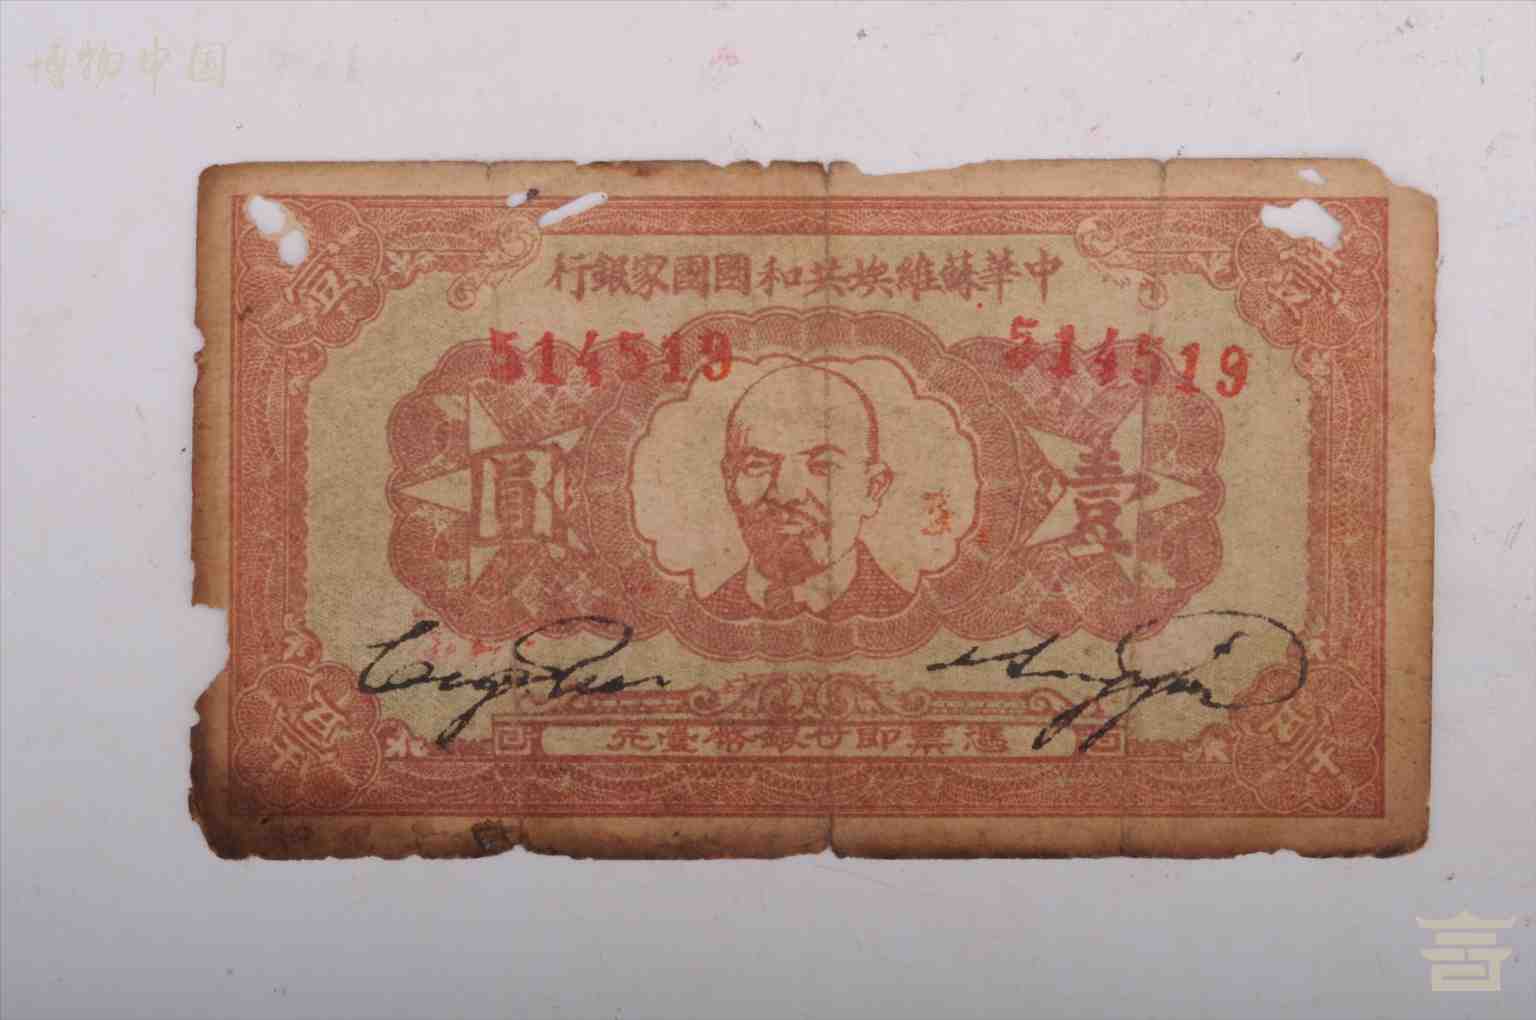 博物中国
壹 壹
中華蘇維埃共和國國家銀行
514519 514519
壹圓
憑票即付銀幣壹元
壹 壹